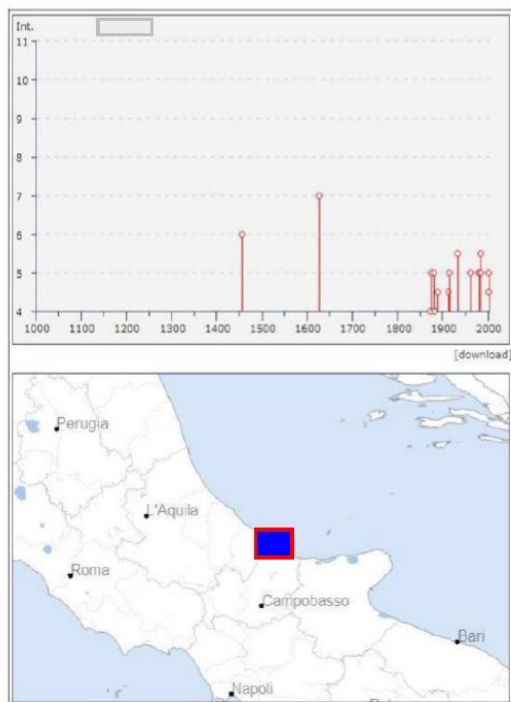 Int.
11
10
9
8
7
6
5
4
1000 1100 1200 1300 1400 1500 1600 1700 1800 1900 2000
[download]
Perugia
L'Aquila
Roma
Campobasso
Bari
Napoli